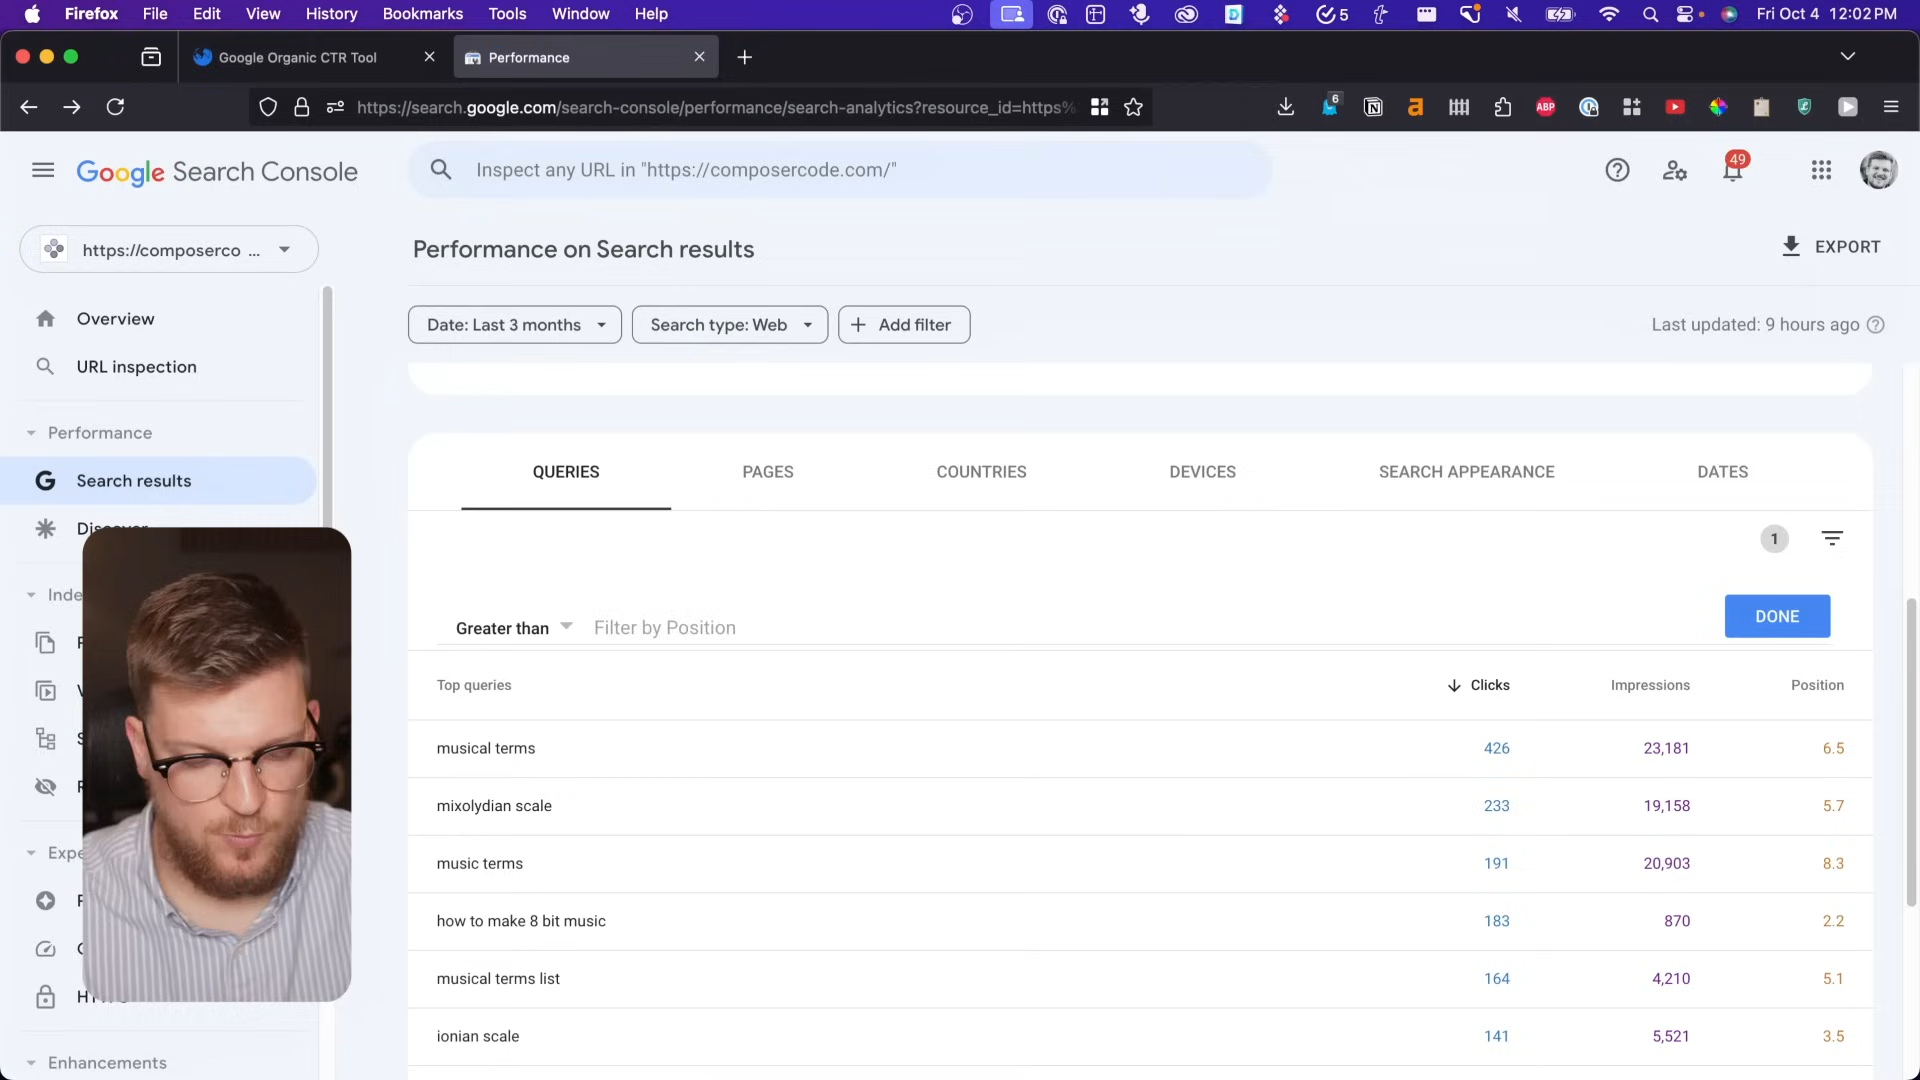 Firefox File Edit View History Bookmarks Tools Window Help 5 Fri Oct 4 12:02 PM
Google Organic CTR Tool Performance
https://search.google.com/search-console/performance/search-analytics?resource_id=https% 6 ABP
Google Search Console Inspect any URL in "https://composercode.com/" 49
https://composerco ... Performance on Search results EXPORT
Date: Last 3 months Search type: Web Add filter Last updated: 9 hours ago
Overview
URL inspection
Performance
Search results
Discover
Inde
Expe
Enhancements
QUERIES PAGES COUNTRIES DEVICES SEARCH APPEARANCE DATES
1
Greater than Filter by Position DONE
Top queries Clicks Impressions Position
musical terms 426 23,181 6.5
mixolydian scale 233 19,158 5.7
music terms 191 20,903 8.3
how to make 8 bit music 183 870 2.2
musical terms list 164 4,210 5.1
ionian scale 141 5,521 3.5